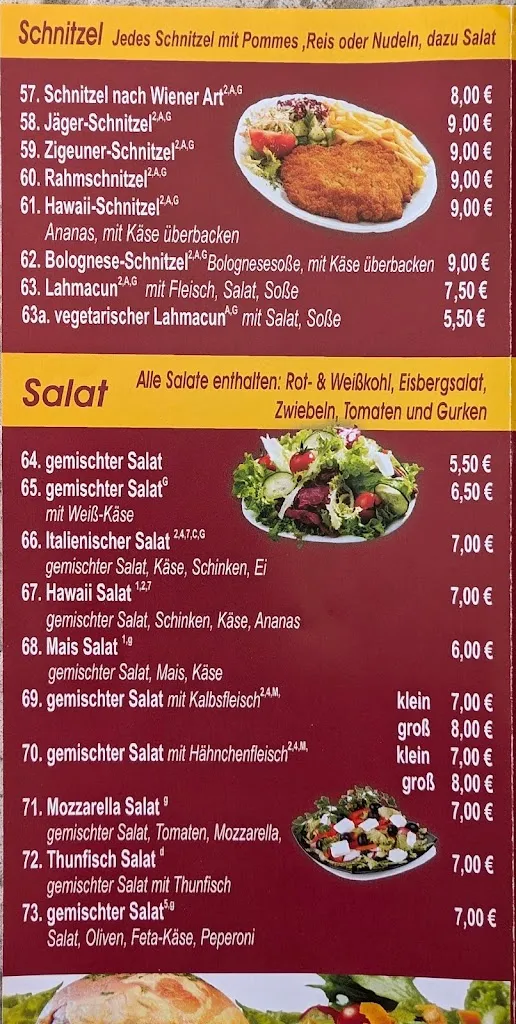 Schnitzel Jedes Schnitzel mit Pommes ,Reis oder Nudeln, dazu Salat
57. Schnitzel nach Wiener Art2,A,G 8,00 €
58. Jäger-Schnitzel2,A,G 9,00 €
59. Zigeuner-Schnitzel2,A,G 9,00 €
60. Rahmschnitzel2,A,G 9,00 €
61. Hawaii-Schnitzel2,A,G 9,00 €
Ananas, mit Käse überbacken
62. Bolognese-Schnitzel2,A,G Bolognesesoße, mit Käse überbacken 9,00 €
63. Lahmacun2,A,G mit Fleisch, Salat, Soße 7,50 €
63a. vegetarischer LahmacunA,G mit Salat, Soße 5,50 €
Salat Alle Salate enthalten: Rot- & Weißkohl, Eisbergsalat,
Zwiebeln, Tomaten und Gurken
64. gemischter Salat 5,50 €
65. gemischter SalatG 6,50 €
mit Weiß-Käse
66. Italienischer Salat 2,4,7,C,G 7,00 €
gemischter Salat, Käse, Schinken, Ei
67. Hawaii Salat 1,2,7 7,00 €
gemischter Salat, Schinken, Käse, Ananas
68. Mais Salat 1,g 6,00 €
gemischter Salat, Mais, Käse
69. gemischter Salat mit Kalbsfleisch2,4,M, klein 7,00 €
groß 8,00 €
70. gemischter Salat mit Hähnchenfleisch2,4,M, klein 7,00 €
groß 8,00 €
71. Mozzarella Salat g 7,00 €
gemischter Salat, Tomaten, Mozzarella,
72. Thunfisch Salat d 7,00 €
gemischter Salat mit Thunfisch
73. gemischter Salat5,g 7,00 €
Salat, Oliven, Feta-Käse, Peperoni